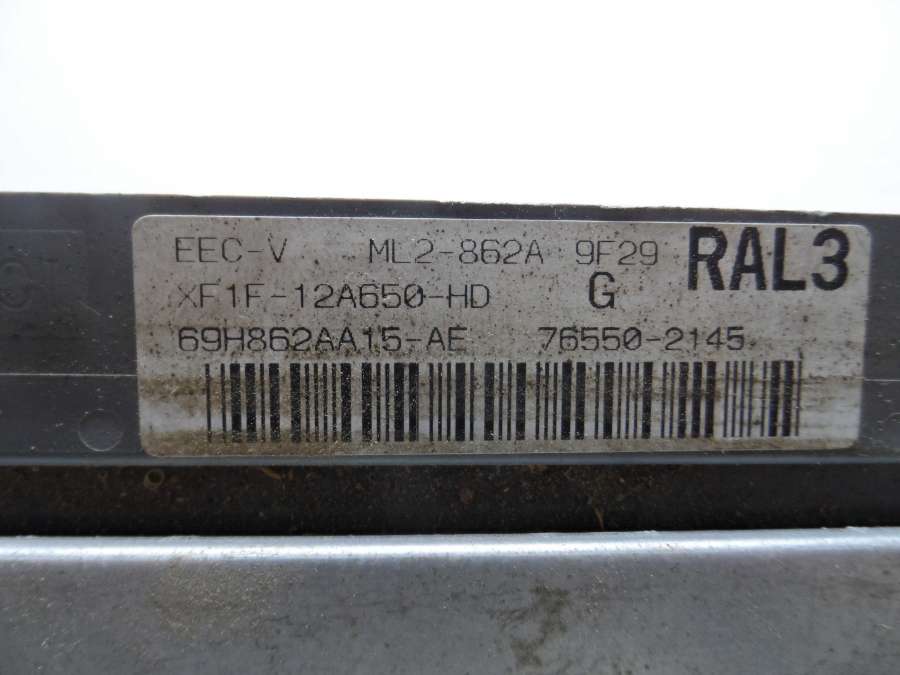 EEC-V ML2-862A 9F29 RAL3
XF1F-12A650-HD G
69H862AA15-AE 76550-2145